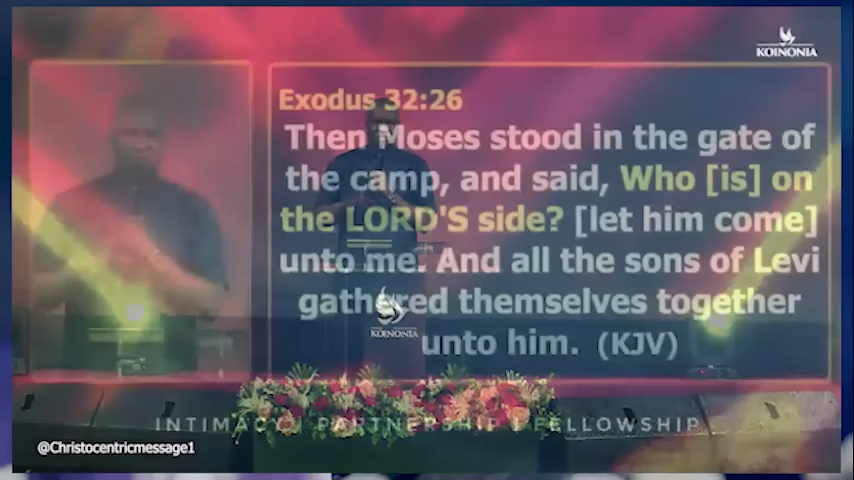 KOINONIA
Exodus 32:26
Then Moses stood in the gate of
the camp, and said, Who [is] on
the LORD'S side? [let him come]
unto me. And all the sons of Levi
gathered themselves together
unto him. (KJV)
KOINONIA
INTIMACY | PARTNERSHIP | FELLOWSHIP
@Christocentricmessage1